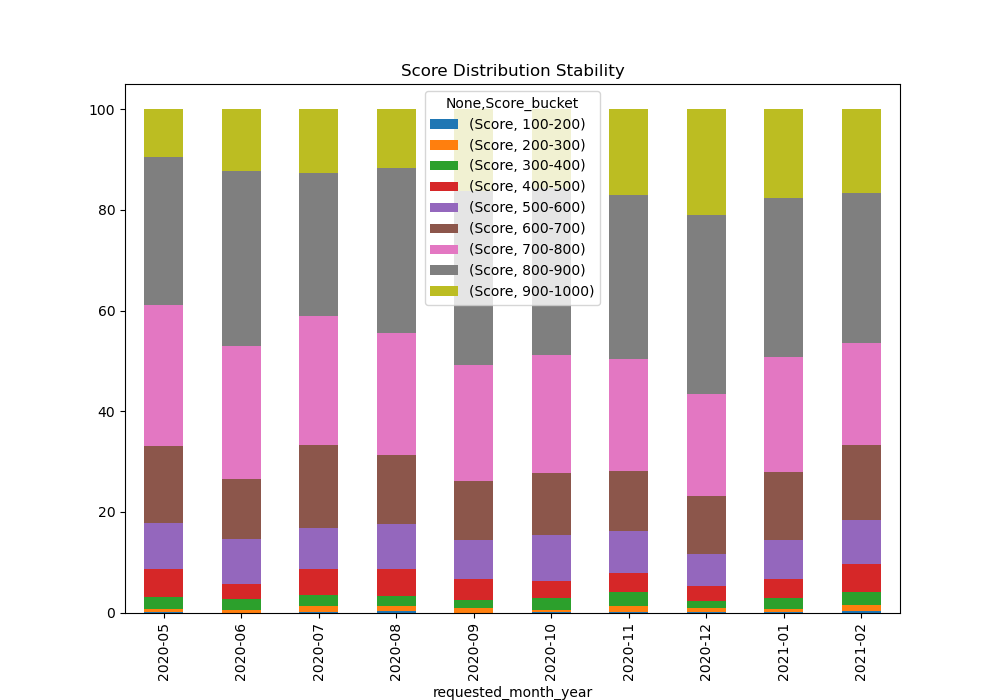 Score Distribution Stability
None,Score_bucket
(Score, 100-200)
(Score, 200-300)
(Score, 300-400)
(Score, 400-500)
(Score, 500-600)
(Score, 600-700)
(Score, 700-800)
(Score, 800-900)
(Score, 900-1000)
100
80
60
40
20
0
2020-05
2020-06
2020-07
2020-08
2020-09
2020-10
2020-11
2020-12
2021-01
2021-02
requested_month_year